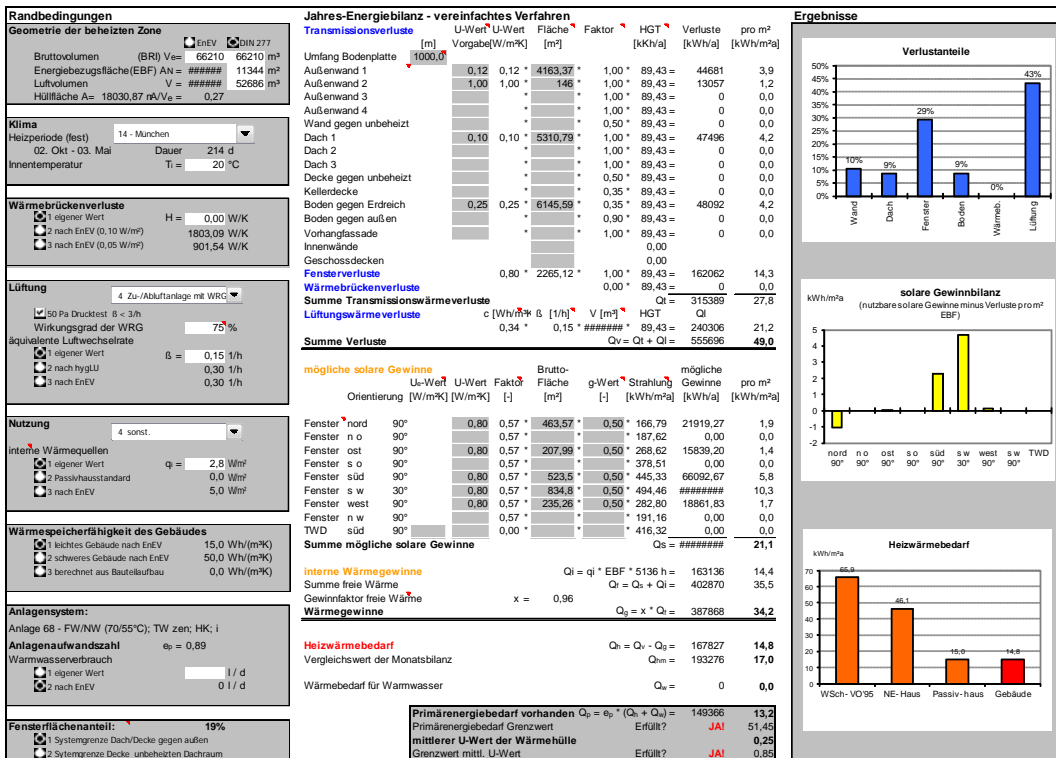 Randbedingungen
Geometrie der beheizten Zone
EnEV DIN 277
Bruttovolumen (BRI) Ve= 66210 66210 m³
Energiebezugsfläche(EBF) AN = ###### 11344 m²
Luftvolumen V = ###### 52686 m³
Hüllfläche A= 18030,87 m²A/Ve = 0,27
Klima
Heizperiode (fest) 14 - München
02. Okt - 03. Mai Dauer 214 d
Innentemperatur Ti = 20 °C
Wärmebrückenverluste
1 eigener Wert H = 0,00 W/K
2 nach EnEV (0,10 W/m²) 1803,09 W/K
3 nach EnEV (0,05 W/m²) 901,54 W/K
Lüftung
4 Zu-/Abluftanlage mit WRG
50 Pa Drucktest ß < 3/h
Wirkungsgrad der WRG 75 %
äquivalente Luftwechselrate
1 eigener Wert ß = 0,15 1/h
2 nach hygLU 0,30 1/h
3 nach EnEV 0,30 1/h
Nutzung
4 sonst.
interne Wärmequellen
1 eigener Wert qi = 2,8 W/m²
2 Passivhausstandard 0,0 W/m²
3 nach EnEV 5,0 W/m²
Wärmespeicherfähigkeit des Gebäudes
1 leichtes Gebäude nach EnEV 15,0 Wh/(m³K)
2 schweres Gebäude nach EnEV 50,0 Wh/(m³K)
3 berechnet aus Bauteilaufbau 0,0 Wh/(m³K)
Anlagensystem:
Anlage 68 - FW/NW (70/55°C); TW zen; HK; i
Anlagenaufwandszahl ep = 0,89
Warmwasserverbrauch
1 eigener Wert l / d
2 nach EnEV 0 l / d
Fensterflächenanteil: 19%
1 Systemgrenze Dach/Decke gegen außen
2 Sytemgrenze Decke unbeheizten Dachraum
Jahres-Energiebilanz - vereinfachtes Verfahren
Transmissionsverluste U-Wert U-Wert Fläche Faktor HGT Verluste pro m²
[m] Vorgabe [W/m²K] [m²] [kKh/a] [kWh/a] [kWh/m²a]
Umfang Bodenplatte 1000,0
Außenwand 1 0,12 0,12 * 4163,37 * 1,00 * 89,43 = 44681 3,9
Außenwand 2 1,00 1,00 * 146 * 1,00 * 89,43 = 13057 1,2
Außenwand 3 * * 1,00 * 89,43 = 0 0,0
Außenwand 4 * * 1,00 * 89,43 = 0 0,0
Wand gegen unbeheizt * * 0,50 * 89,43 = 0 0,0
Dach 1 0,10 0,10 * 5310,79 * 1,00 * 89,43 = 47496 4,2
Dach 2 * * 1,00 * 89,43 = 0 0,0
Dach 3 * * 1,00 * 89,43 = 0 0,0
Decke gegen unbeheizt * * 0,50 * 89,43 = 0 0,0
Kellerdecke * * 0,35 * 89,43 = 0 0,0
Boden gegen Erdreich 0,25 0,25 * 6145,59 * 0,35 * 89,43 = 48092 4,2
Boden gegen außen * * 0,90 * 89,43 = 0 0,0
Vorhangfassade * * 1,00 * 89,43 = 0 0,0
Innenwände 0,00
Geschossdecken 0,00
Fensterverluste 0,80 * 2265,12 * 1,00 * 89,43 = 162062 14,3
Wärmebrückenverluste 0,00 * 89,43 = 0 0,0
Summe Transmissionswärmeverluste Qt = 315389 27,8
Lüftungswärmeverluste c [Wh/m³K ß [1/h] V [m³] HGT Ql
0,34 * 0,15 * ####### * 89,43 = 240306 21,2
Summe Verluste Qv = Qt + Ql = 555696 49,0
mögliche solare Gewinne Brutto- mögliche
Ue-Wert U-Wert Faktor Fläche g-Wert Strahlung Gewinne pro m²
Orientierung [W/m²K] [W/m²K] [-] [m²] [-] [kWh/m²a] [kWh/a] [kWh/m²a]
Fenster nord 90° 0,80 0,57 * 463,57 * 0,50 * 166,79 21919,27 1,9
Fenster n o 90° 0,57 * * * 187,62 0,00 0,0
Fenster ost 90° 0,80 0,57 * 207,99 * 0,50 * 268,62 15839,20 1,4
Fenster s o 90° 0,57 * * * 378,51 0,00 0,0
Fenster süd 90° 0,80 0,57 * 523,5 * 0,50 * 445,33 66092,67 5,8
Fenster s w 30° 0,80 0,57 * 834,8 * 0,50 * 494,46 ######## 10,3
Fenster west 90° 0,80 0,57 * 235,26 * 0,50 * 282,80 18861,83 1,7
Fenster n w 90° 0,57 * * * 191,16 0,00 0,0
TWD süd 90° 0,00 * * * 416,32 0,00 0,0
Summe mögliche solare Gewinne Qs = ######## 21,1
interne Wärmegewinne Qi = qi * EBF * 5136 h = 163136 14,4
Summe freie Wärme Qf = Qs + Qi = 402870 35,5
Gewinnfaktor freie Wärme x = 0,96
Wärmegewinne Qg = x * Qf = 387868 34,2
Heizwärmebedarf Qh = Qv - Qg = 167827 14,8
Vergleichswert der Monatsbilanz Qhm = 193276 17,0
Wärmebedarf für Warmwasser Qw = 0 0,0
Primärenergiebedarf vorhanden Qp = ep * (Qh + Qw) = 149366 13,2
Primärenergiebedarf Grenzwert Erfüllt? JA! 51,45
mittlerer U-Wert der Wärmehülle 0,25
Grenzwert mittl. U-Wert Erfüllt? JA! 0,85
Ergebnisse
Verlustanteile
50%
45%
40%
35%
30%
25%
20%
15%
10%
5%
0%
10% 9% 29% 9% 0% 43%
Wand Dach Fenster Boden Wärmeb. Lüftung
kWh/m²a solare Gewinnbilanz
(nutzbare solare Gewinne minus Verluste pro m²
EBF)
5
4
3
2
1
0
-1
-2
nord n o ost s o süd s w west s w TWD
90° 90° 90° 90° 90° 30° 90° 90°
Heizwärmebedarf
kWh/m²a
70
60
50
40
30
20
10
0
65,9 46,1 15,0 14,8
WSch- VO'95 NE- Haus Passiv- haus Gebäude